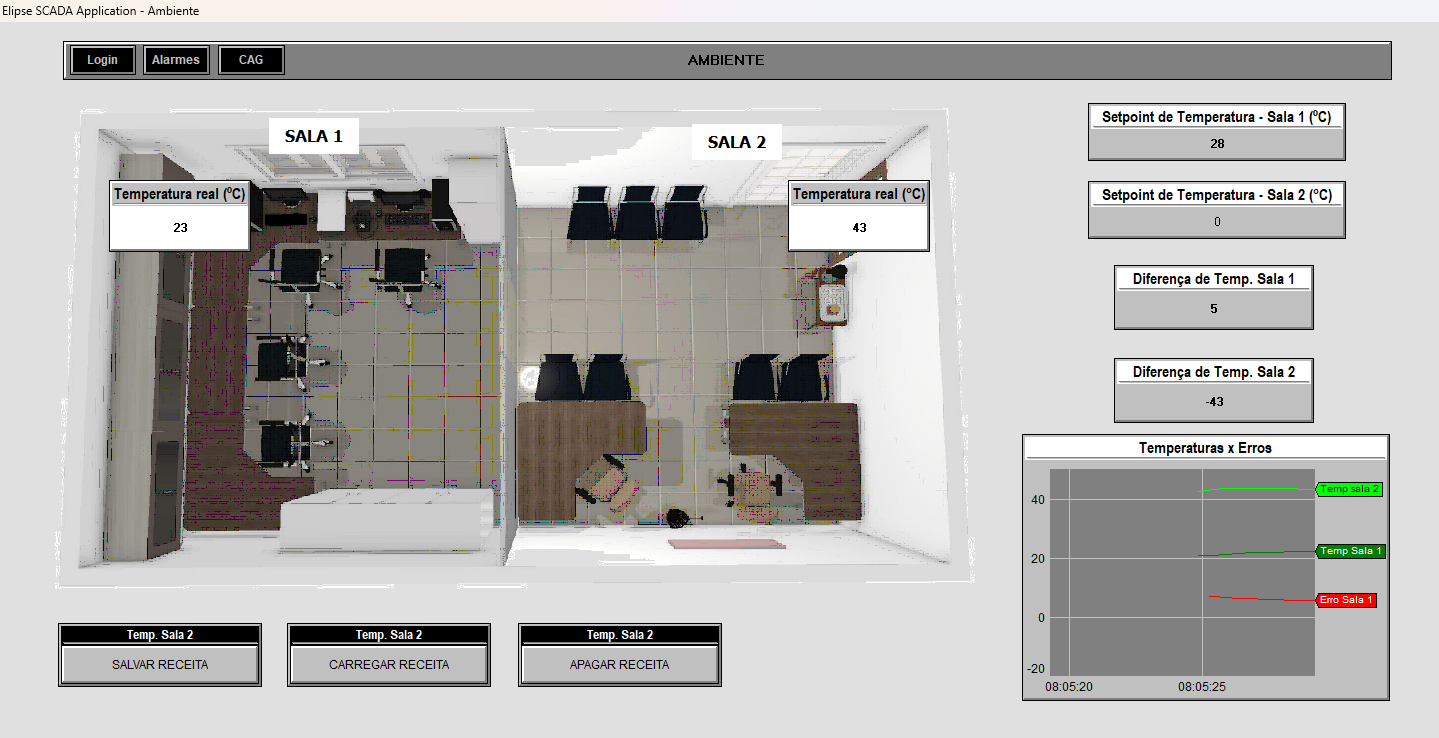 Elipse SCADA Application - Ambiente
Login
Alarmes
CAG
AMBIENTE
SALA 1
SALA 2
Temperatura real (ºC)
23
Temperatura real (ºC)
43
Setpoint de Temperatura - Sala 1 (ºC)
28
Setpoint de Temperatura - Sala 2 (ºC)
0
Diferença de Temp. Sala 1
5
Diferença de Temp. Sala 2
-43
Temperaturas x Erros
40
20
0
-20
08:05:20
08:05:25
Temp sala 2
Temp Sala 1
Erro Sala 1
Temp. Sala 2
SALVAR RECEITA
Temp. Sala 2
CARREGAR RECEITA
Temp. Sala 2
APAGAR RECEITA